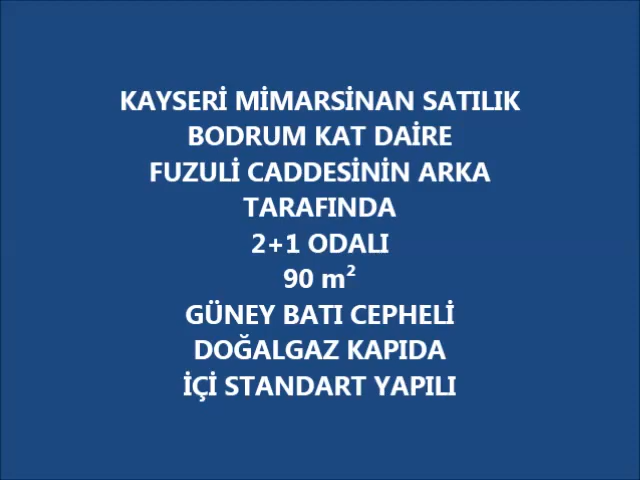 KAYSERİ MİMARSİNAN SATILIK
BODRUM KAT DAİRE
FUZULİ CADDESİNİN ARKA
TARAFINDA
2+1 ODALI
90 m²
GÜNEY BATI CEPHELİ
DOĞALGAZ KAPIDA
İÇİ STANDART YAPILI